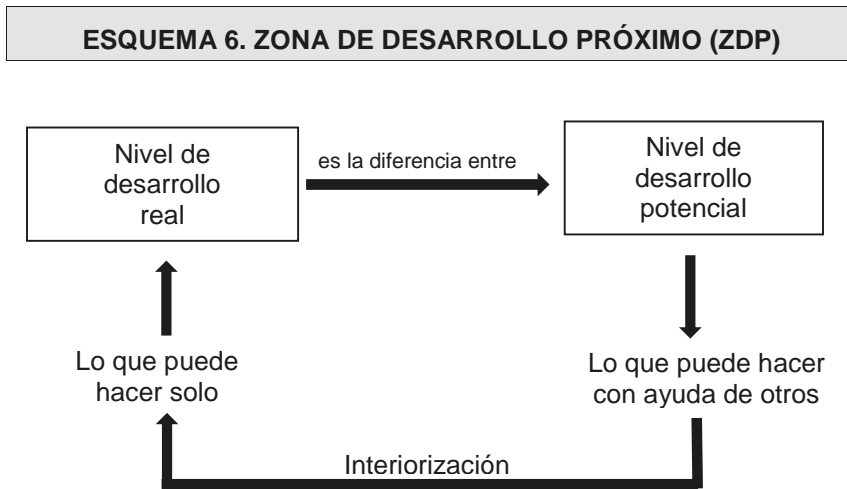 ESQUEMA 6. ZONA DE DESARROLLO PRÓXIMO (ZDP)
Nivel de
desarrollo
real
es la diferencia entre
Nivel de
desarrollo
potencial
Lo que puede
hacer solo
Lo que puede hacer
con ayuda de otros
Interiorización